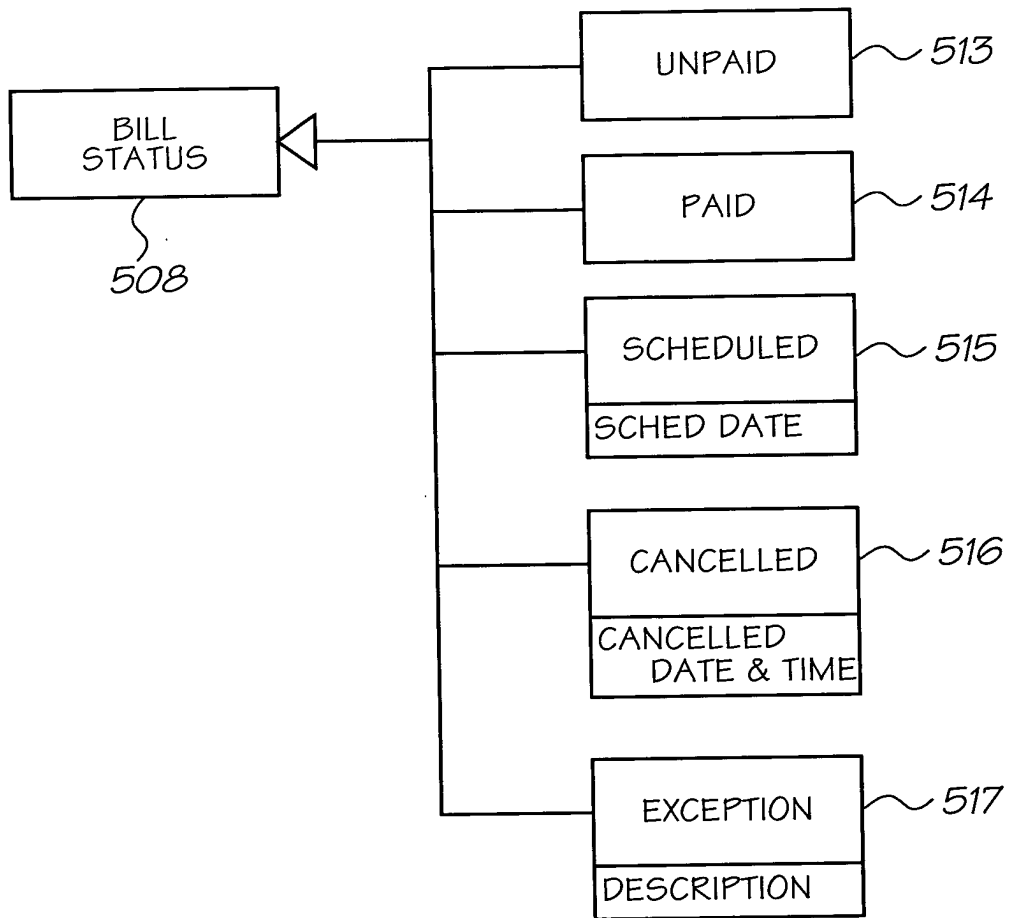 UNPAID
513
BILL
STATUS
508
PAID
514
SCHEDULED
515
SCHED DATE
CANCELLED
516
CANCELLED
DATE & TIME
EXCEPTION
517
DESCRIPTION